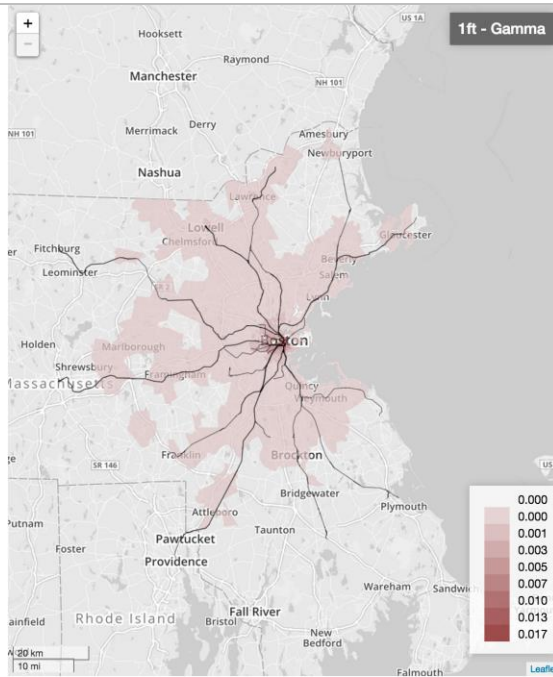 +
−
1ft - Gamma
US 1A
Hooksett
Raymond
Manchester
NH 101
NH 101
Derry
Merrimack
Amesbury
Newburyport
Nashua
Lawrence
Lowell
Chelmsford
Gloucester
Fitchburg
Beverly
Leominster
Salem
SR 2
Lynn
Boston
Holden
Marlborough
Shrewsbury
Framingham
Massachusetts
Quincy
Weymouth
Franklin
Brockton
SR 146
Bridgewater
Attleboro
Plymouth
Putnam
Taunton
Foster
Pawtucket
Providence
Wareham
Sandwich
Fall River
Rhode Island
Bristol
New
Bedford
Falmouth
20 km
10 mi
US
0.000
0.000
0.001
0.003
0.005
0.007
0.010
0.013
0.017
Leafle